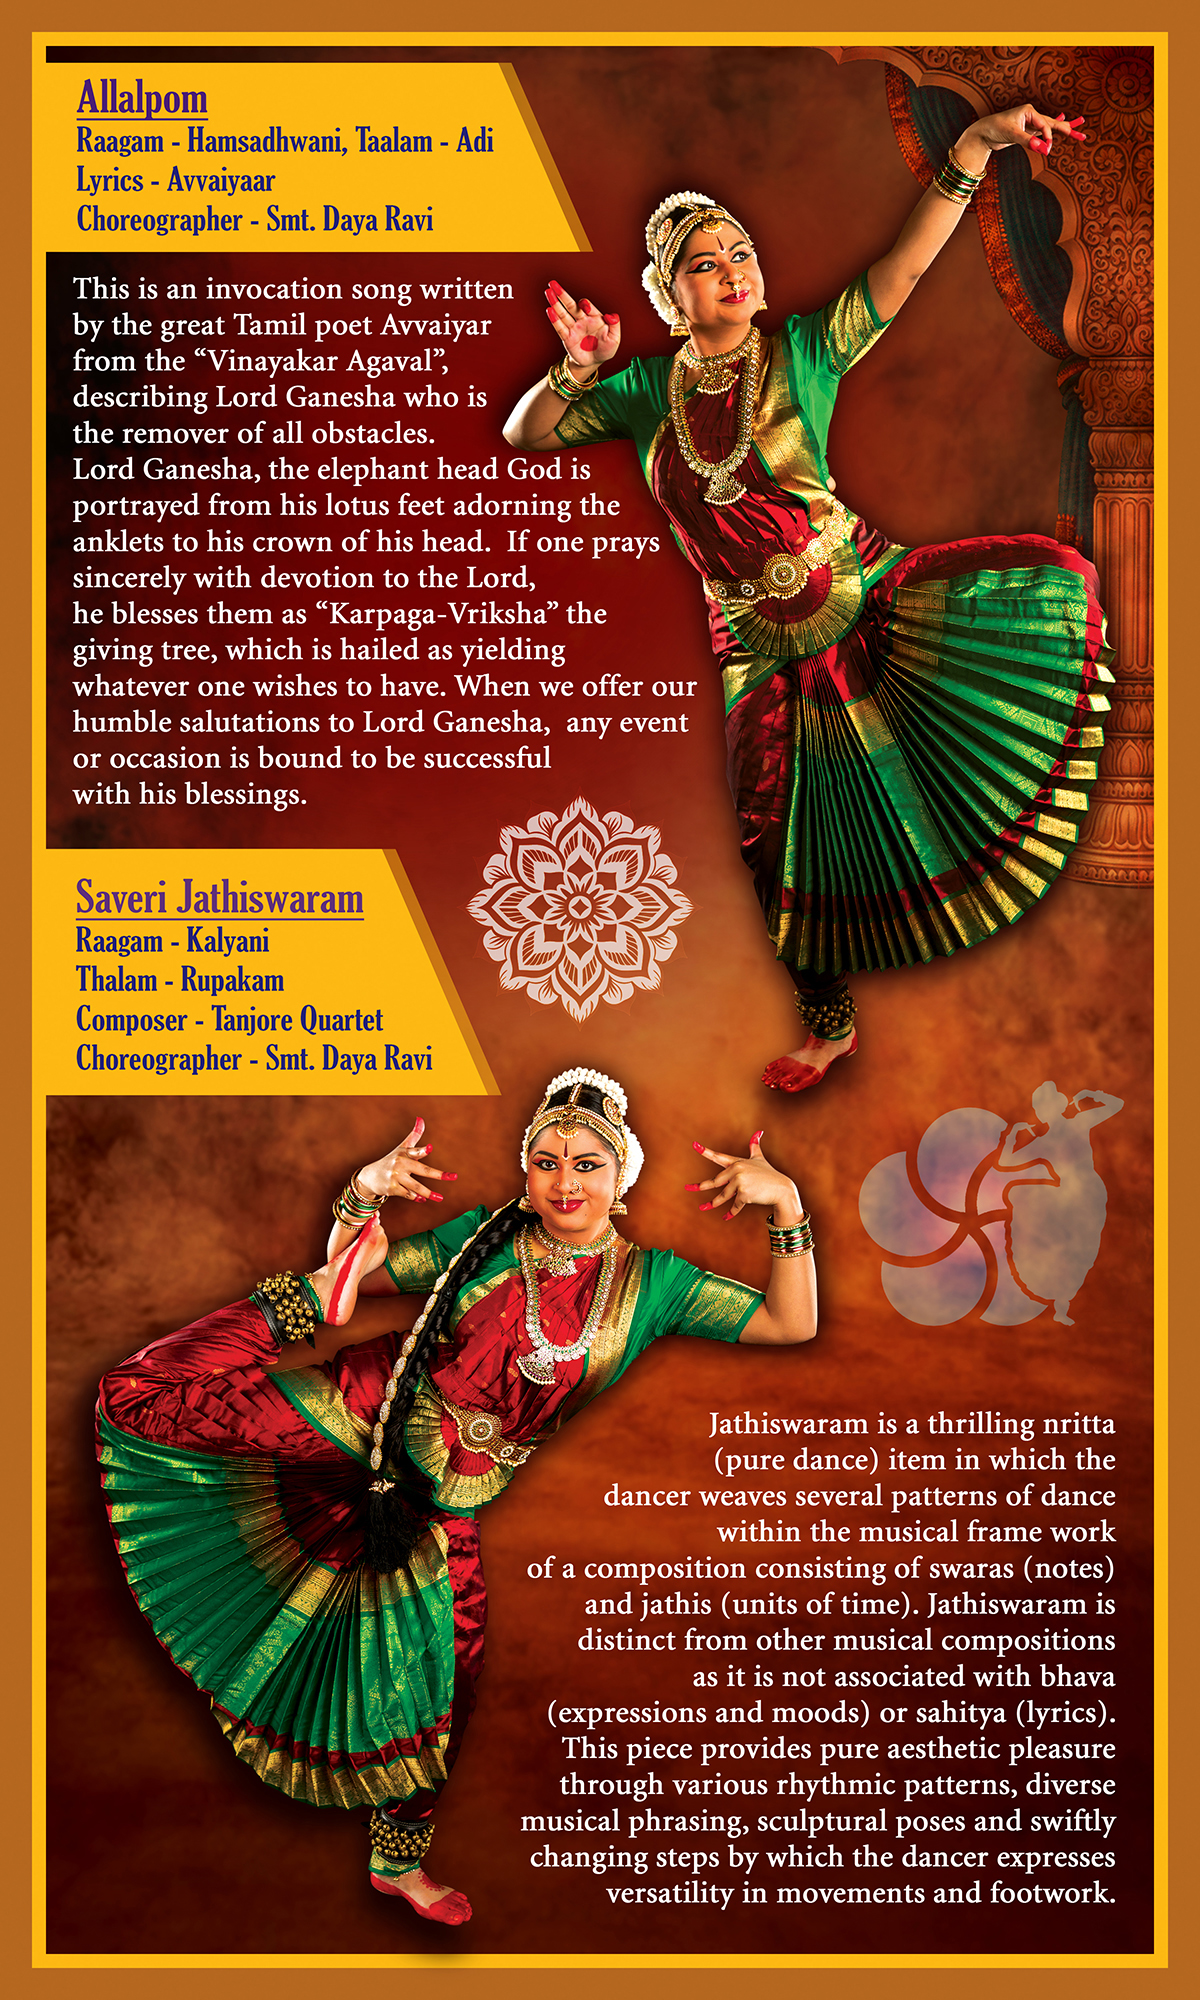 Allalpom
Raagam - Hamsadhwani, Taalam - Adi
Lyrics - Avvaiyaar
Choreographer - Smt. Daya Ravi
This is an invocation song written
by the great Tamil poet Avvaiyar
from the “Vinayakar Agaval”,
describing Lord Ganesha who is
the remover of all obstacles.
Lord Ganesha, the elephant head God is
portrayed from his lotus feet adorning the
anklets to his crown of his head.  If one prays
sincerely with devotion to the Lord,
he blesses them as “Karpaga-Vriksha” the
giving tree, which is hailed as yielding
whatever one wishes to have. When we offer our
humble salutations to Lord Ganesha,  any event
or occasion is bound to be successful
with his blessings.
Saveri Jathiswaram
Raagam - Kalyani
Thalam - Rupakam
Composer - Tanjore Quartet
Choreographer - Smt. Daya Ravi
Jathiswaram is a thrilling nritta
(pure dance) item in which the
dancer weaves several patterns of dance
within the musical frame work
of a composition consisting of swaras (notes)
and jathis (units of time). Jathiswaram is
distinct from other musical compositions
as it is not associated with bhava
(expressions and moods) or sahitya (lyrics).
This piece provides pure aesthetic pleasure
through various rhythmic patterns, diverse
musical phrasing, sculptural poses and swiftly
changing steps by which the dancer expresses
versatility in movements and footwork.